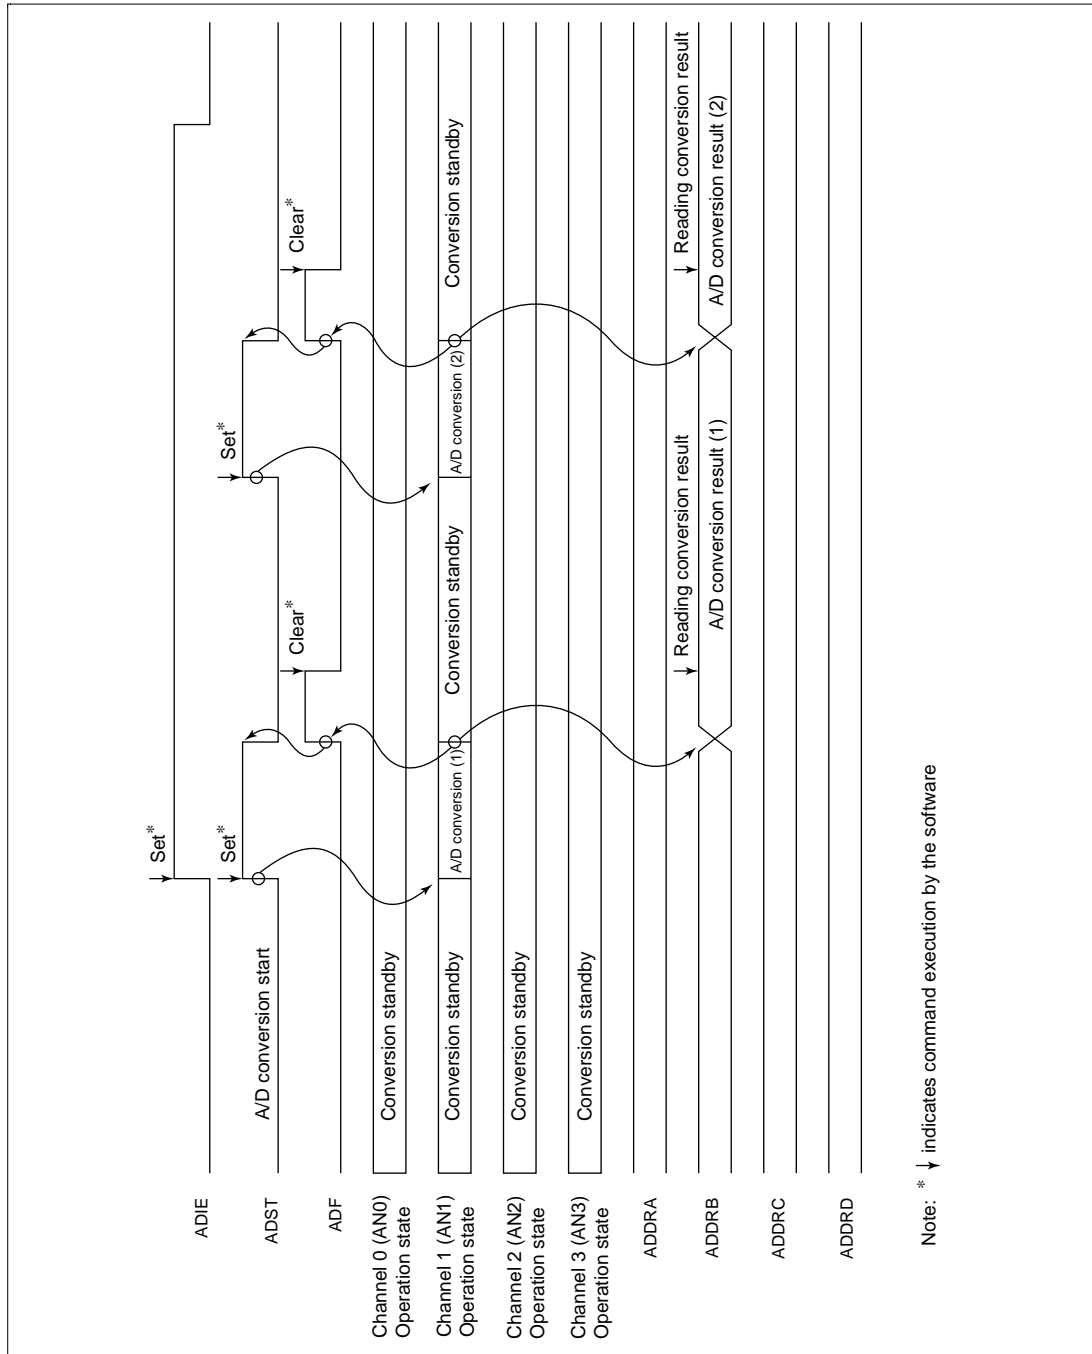 Set*
ADIE
Set*
Set*
A/D conversion start
ADST
Clear*
Clear*
ADF
Conversion standby
Channel 0 (AN0)
Operation state
Conversion standby
A/D conversion (1)
Conversion standby
A/D conversion (2)
Conversion standby
Channel 1 (AN1)
Operation state
Conversion standby
Channel 2 (AN2)
Operation state
Conversion standby
Channel 3 (AN3)
Operation state
ADDRA
Reading conversion result
Reading conversion result
ADDRB
A/D conversion result (1)
A/D conversion result (2)
ADDRC
ADDRD
Note: * ↓ indicates command execution by the software